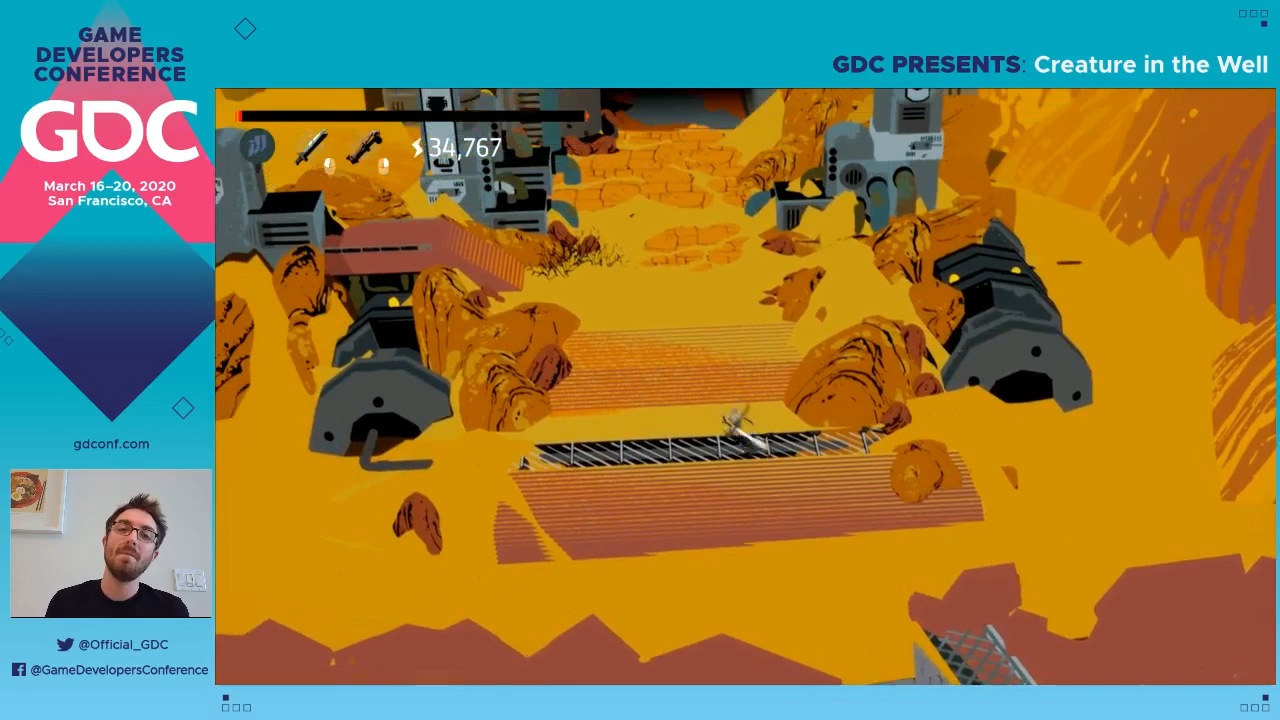 GAME
DEVELOPERS
CONFERENCE
GDC
March 16–20, 2020
San Francisco, CA
gdconf.com
@Official_GDC
@GameDevelopersConference
GDC PRESENTS: Creature in the Well
34,767